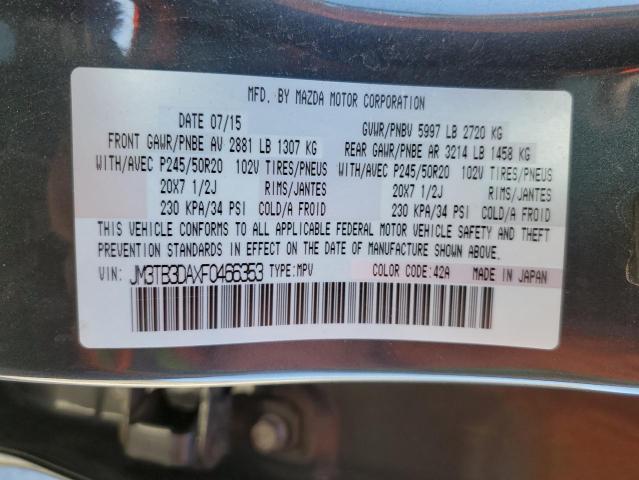 MFD. BY MAZDA MOTOR CORPORATION
DATE 07/15 GVWR/PNBV 5997 LB 2720 KG
FRONT GAWR/PNBE AV 2881 LB 1307 KG REAR GAWR/PNBE AR 3214 LB 1458 KG
WITH/AVEC P245/50R20 102V TIRES/PNEUS WITH/AVEC P245/50R20 102V TIRES/PNEUS
20X7 1/2J RIMS/JANTES 20X7 1/2J RIMS/JANTES
230 KPA/34 PSI COLD/A FROID 230 KPA/34 PSI COLD/A FROID
THIS VEHICLE CONFORMS TO ALL APPLICABLE FEDERAL MOTOR VEHICLE SAFETY AND THEFT
PREVENTION STANDARDS IN EFFECT ON THE DATE OF MANUFACTURE SHOWN ABOVE.
VIN: JM3TB3DAXF0466353 TYPE:MPV COLOR CODE:42A MADE IN JAPAN